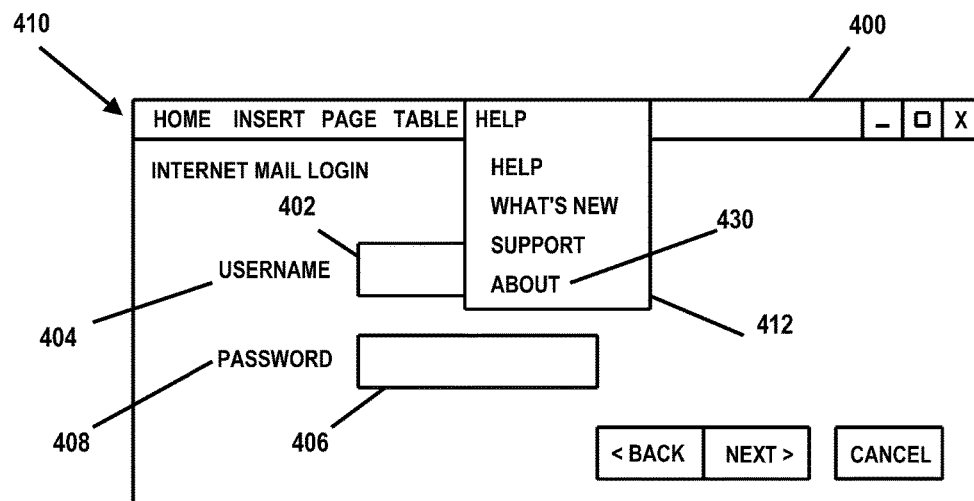 410
400
HOME INSERT PAGE TABLE HELP
_ X
INTERNET MAIL LOGIN
HELP
WHAT'S NEW
SUPPORT
ABOUT
402
430
USERNAME
404
412
PASSWORD
408
406
< BACK NEXT > CANCEL